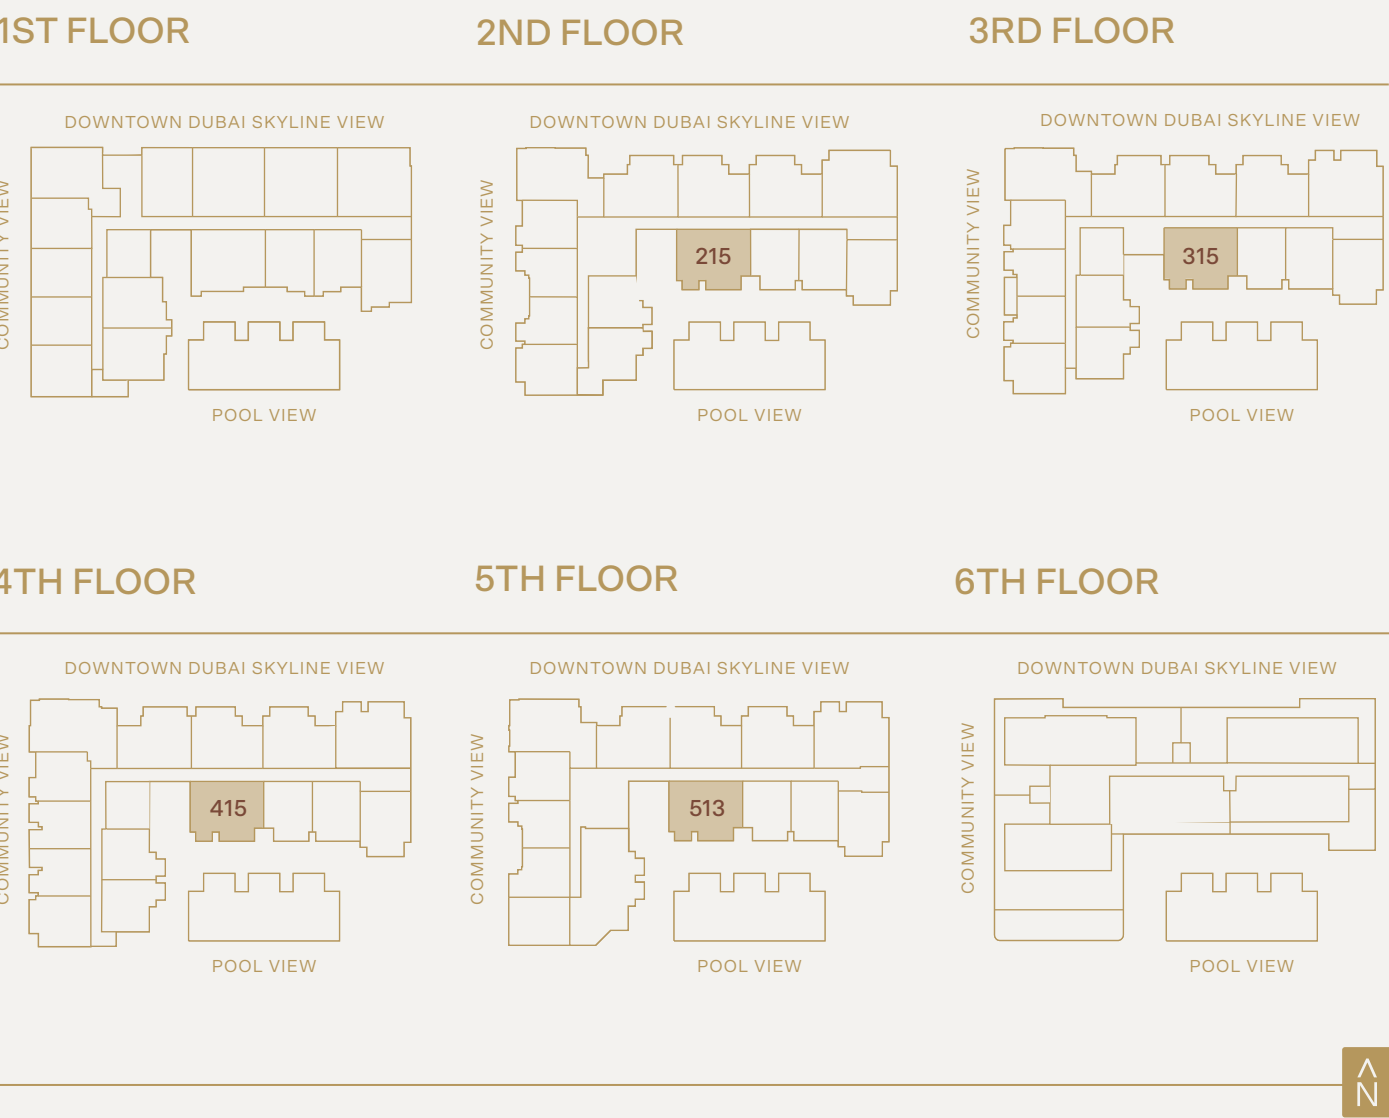 1ST FLOOR
2ND FLOOR
3RD FLOOR
DOWNTOWN DUBAI SKYLINE VIEW
DOWNTOWN DUBAI SKYLINE VIEW
DOWNTOWN DUBAI SKYLINE VIEW
COMMUNITY VIEW
COMMUNITY VIEW
COMMUNITY VIEW
215
315
POOL VIEW
POOL VIEW
POOL VIEW
4TH FLOOR
5TH FLOOR
6TH FLOOR
DOWNTOWN DUBAI SKYLINE VIEW
DOWNTOWN DUBAI SKYLINE VIEW
DOWNTOWN DUBAI SKYLINE VIEW
COMMUNITY VIEW
COMMUNITY VIEW
COMMUNITY VIEW
415
513
POOL VIEW
POOL VIEW
POOL VIEW
N